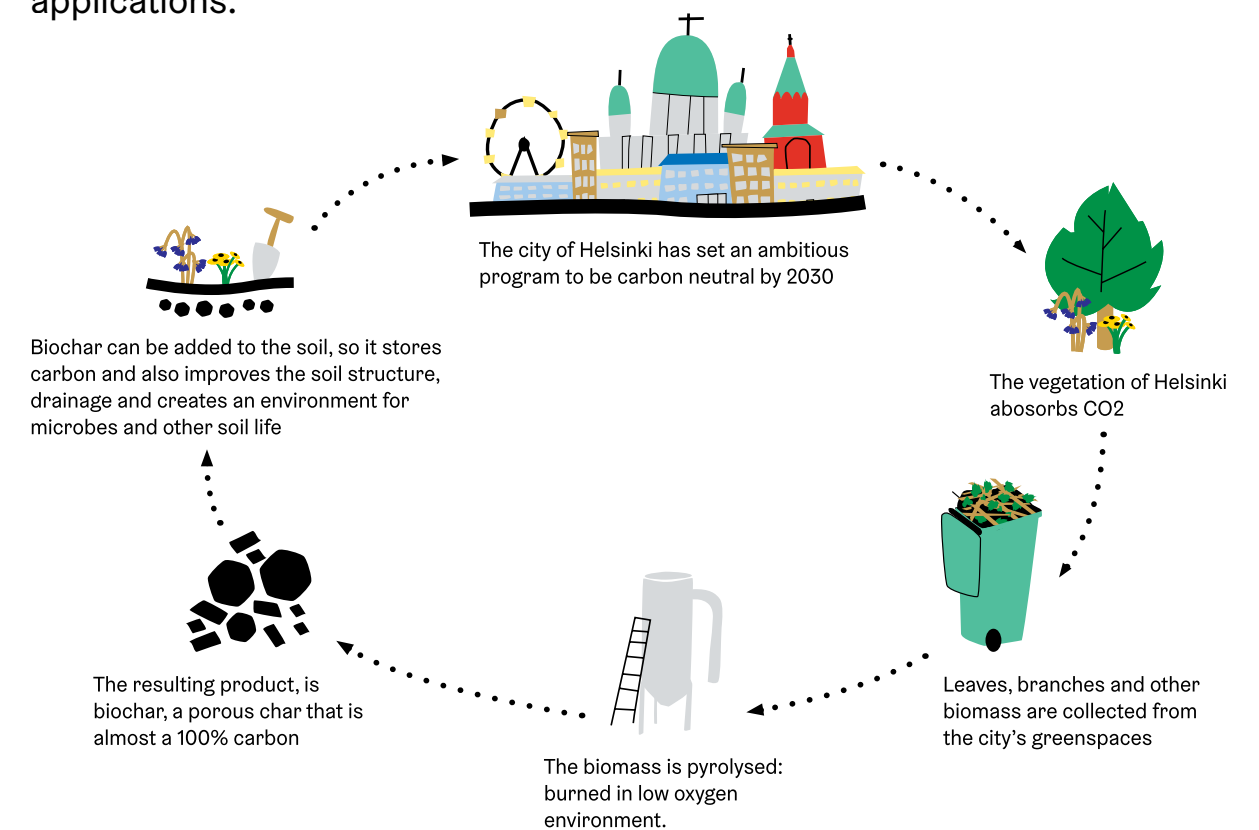 applications.
The city of Helsinki has set an ambitious
program to be carbon neutral by 2030
The vegetation of Helsinki
abosorbs CO2
Leaves, branches and other
biomass are collected from
the city's greenspaces
The biomass is pyrolysed:
burned in low oxygen
environment.
The resulting product, is
biochar, a porous char that is
almost a 100% carbon
Biochar can be added to the soil, so it stores
carbon and also improves the soil structure,
drainage and creates an environment for
microbes and other soil life